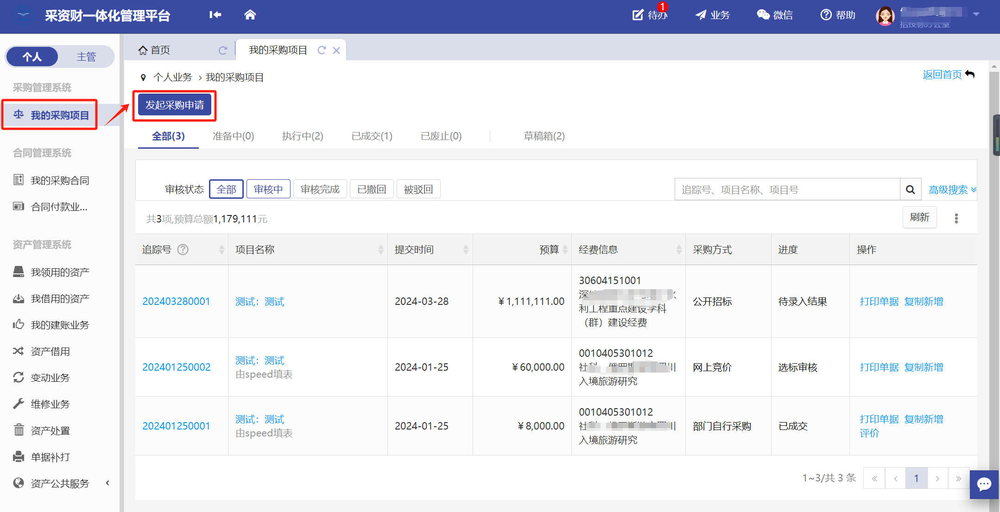 采资财一体化管理平台
待办
1
业务
微信
帮助
招投标办公室
个人
主管
采购管理系统
我的采购项目
合同管理系统
我的采购合同
合同付款业...
资产管理系统
我领用的资产
我借用的资产
我的建账业务
资产借用
变动业务
维修业务
资产处置
单据补打
资产公共服务
首页
我的采购项目
个人业务 > 我的采购项目
返回首页
发起采购申请
全部(3)
准备中(0)
执行中(2)
已成交(1)
已废止(0)
草稿箱(2)
审核状态
全部
审核中
审核完成
已撤回
被驳回
追踪号、项目名称、项目号
高级搜索
共3项,预算总额1,179,111元
刷新
追踪号
项目名称
提交时间
预算
经费信息
采购方式
进度
操作
202403280001
测试：测试
2024-03-28
￥1,111,111.00
30604151001
利工程重点建设学科
（群）建设经费
公开招标
待录入结果
打印单据 复制新增
202401250002
测试：测试
由speed填表
2024-01-25
￥60,000.00
0010405301012
入境旅游研究
网上竞价
选标审核
打印单据 复制新增
202401250001
测试：测试
由speed填表
2024-01-25
￥8,000.00
0010405301012
入境旅游研究
部门自行采购
已成交
打印单据 复制新增
评价
1~3/共 3 条
« ‹ 1 › »